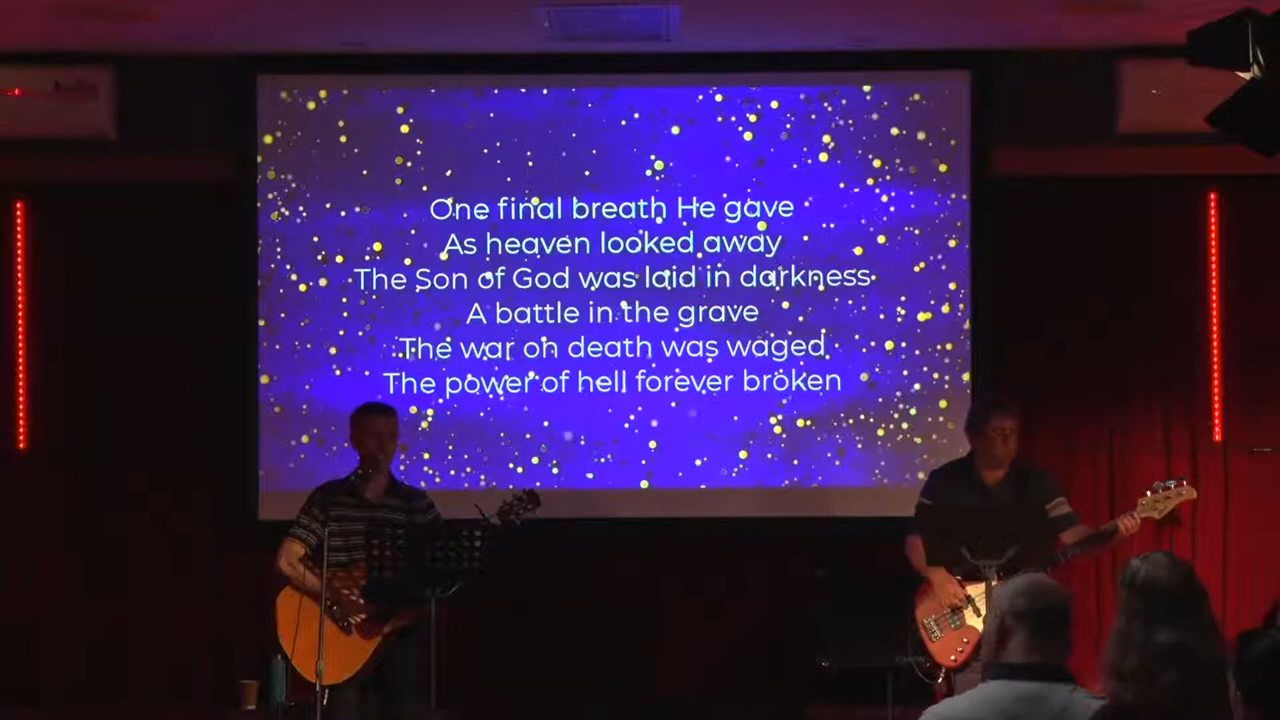 One final breath He gave
As heaven looked away
The Son of God was laid in darkness
A battle in the grave
The war on death was waged
The power of hell forever broken